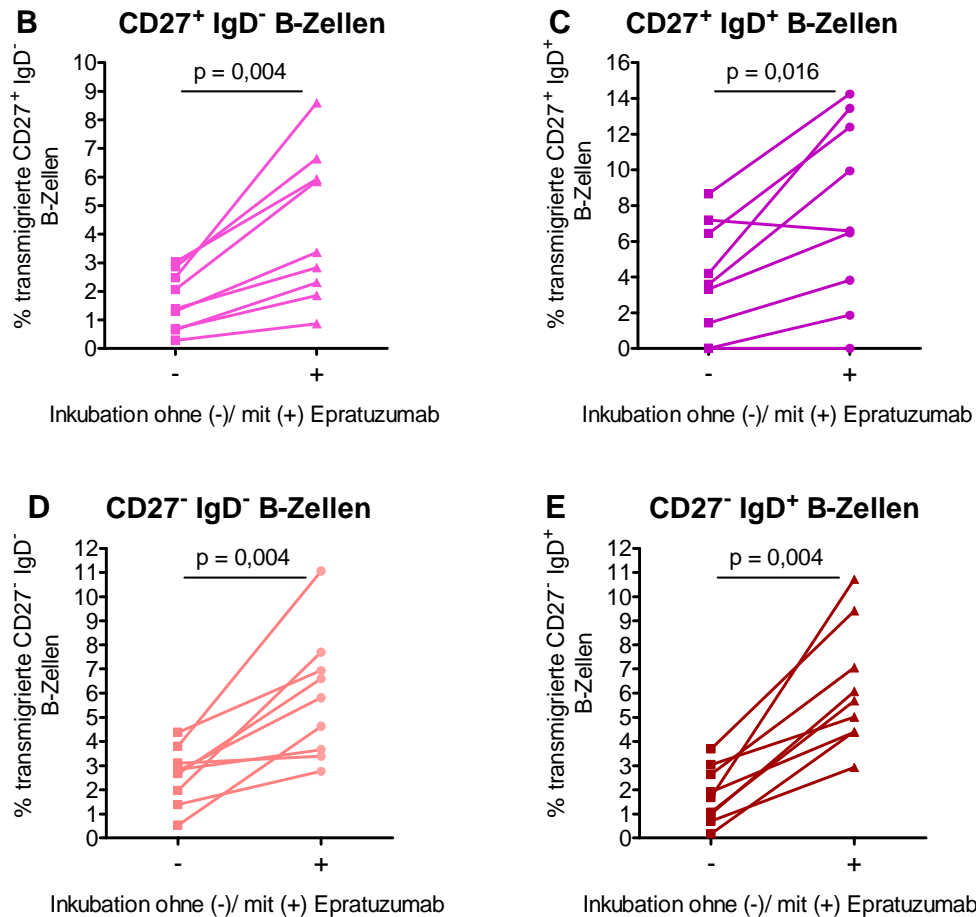 B
CD27⁺ IgD⁻ B-Zellen
% transmigrierte CD27⁺ IgD⁻
B-Zellen
p = 0,004
10
9
8
7
6
5
4
3
2
1
0
- +
Inkubation ohne (-)/ mit (+) Epratuzumab
C
CD27⁺ IgD⁺ B-Zellen
% transmigrierte CD27⁺ IgD⁺
B-Zellen
p = 0,016
16
14
12
10
8
6
4
2
0
- +
Inkubation ohne (-)/ mit (+) Epratuzumab
D
CD27⁻ IgD⁻ B-Zellen
% transmigrierte CD27⁻ IgD⁻
B-Zellen
p = 0,004
12
11
10
9
8
7
6
5
4
3
2
1
0
- +
Inkubation ohne (-)/ mit (+) Epratuzumab
E
CD27⁻ IgD⁺ B-Zellen
% transmigrierte CD27⁻ IgD⁺
B-Zellen
p = 0,004
12
11
10
9
8
7
6
5
4
3
2
1
0
- +
Inkubation ohne (-)/ mit (+) Epratuzumab